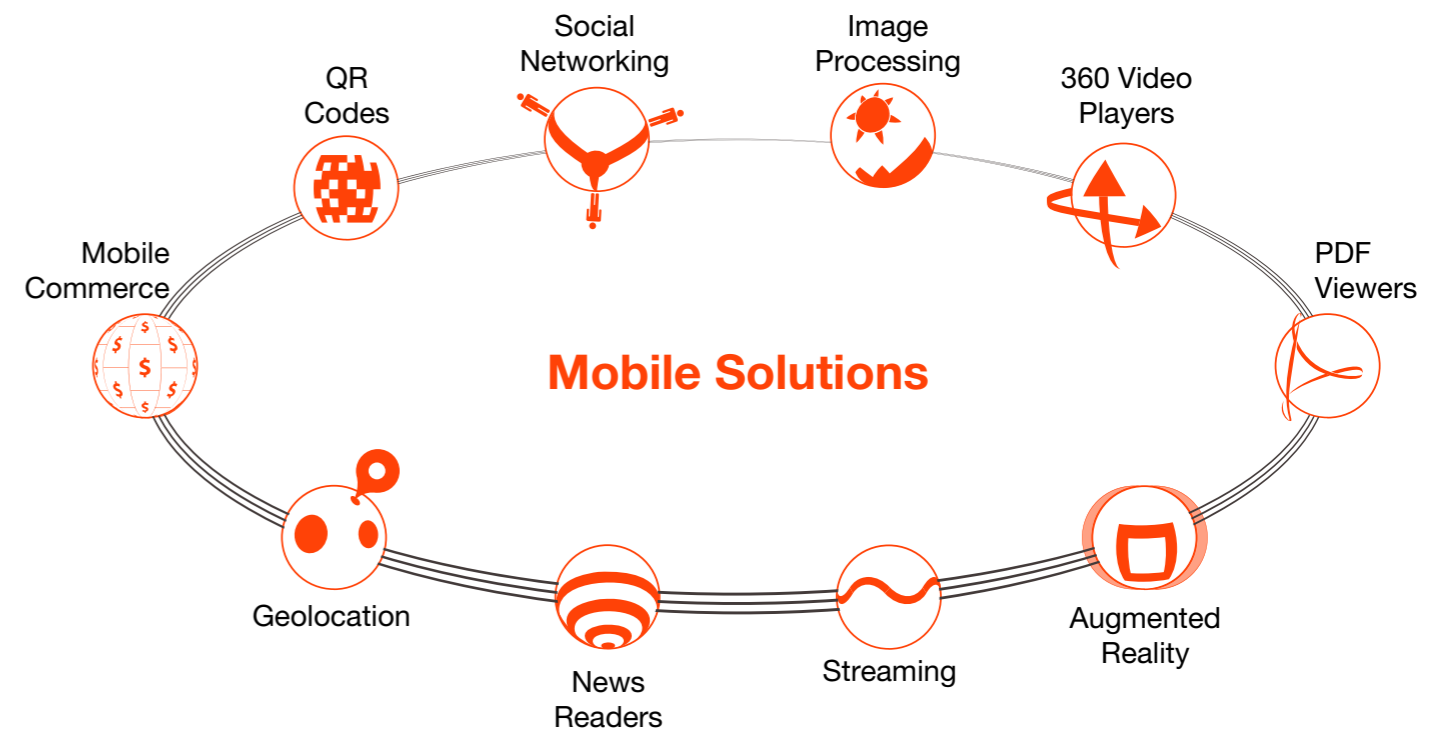 Social
Networking
Image
Processing
QR
Codes
360 Video
Players
Mobile
Commerce
PDF
Viewers
$
$
$
$
$
$
$
$
$
Mobile Solutions
Geolocation
News
Readers
Streaming
Augmented
Reality